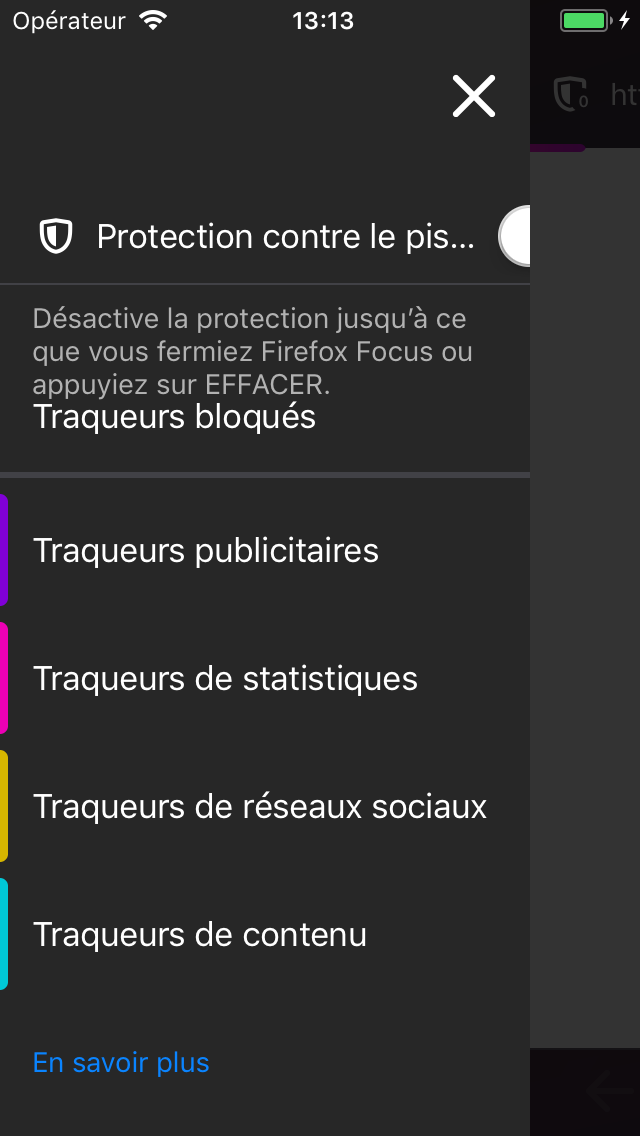 Opérateur 13:13
0 ht
Protection contre le pis...
Désactive la protection jusqu’à ce
que vous fermiez Firefox Focus ou
appuyiez sur EFFACER.
Traqueurs bloqués
Traqueurs publicitaires
Traqueurs de statistiques
Traqueurs de réseaux sociaux
Traqueurs de contenu
En savoir plus